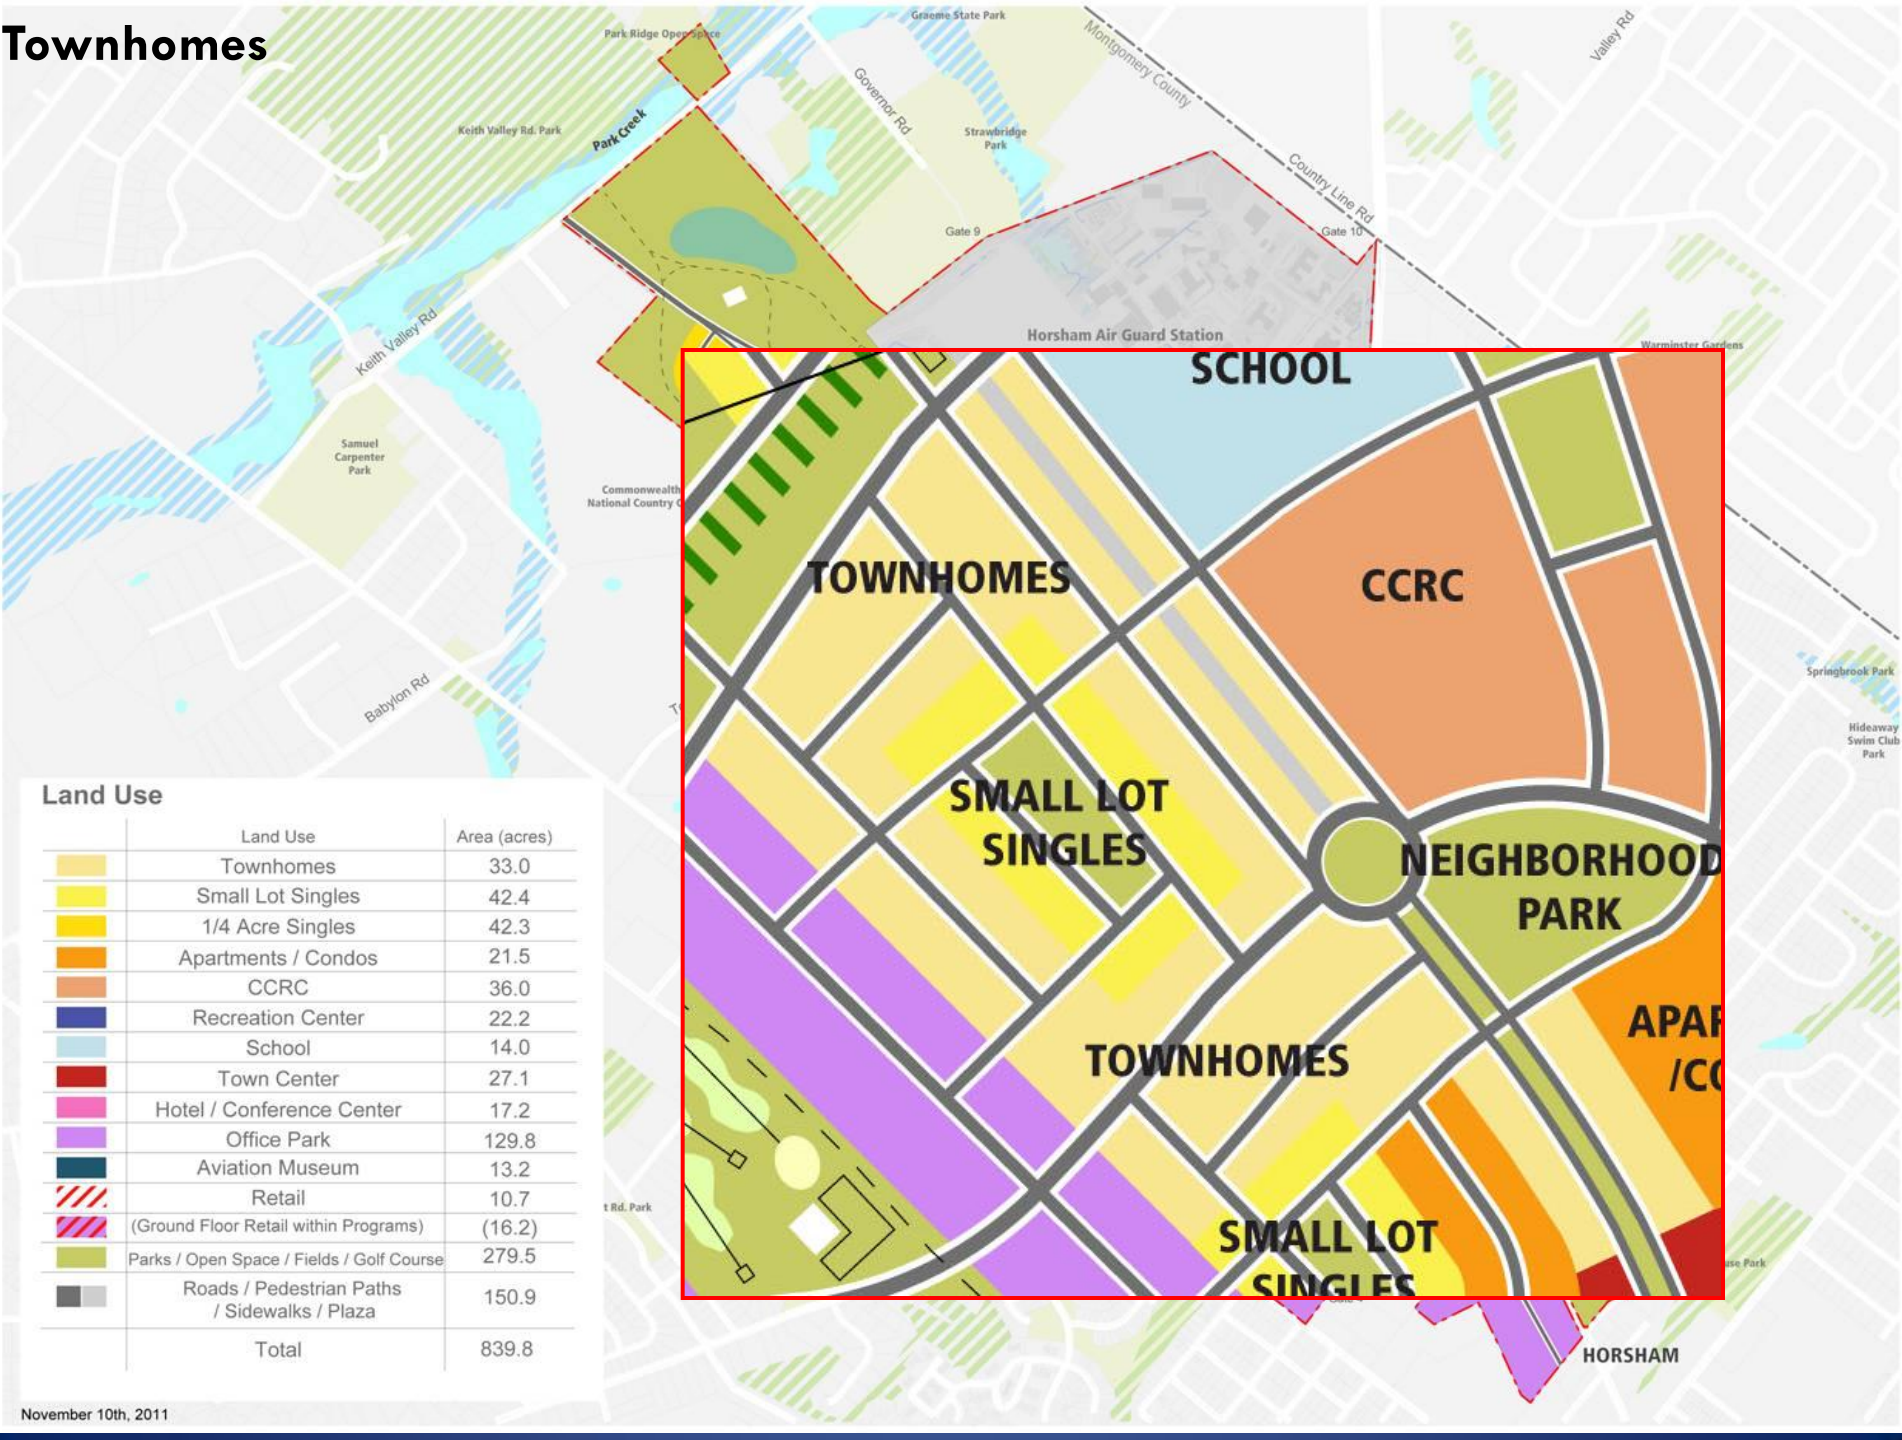 Townhomes
Park Ridge Open Space
Graeme State Park
Montgomery County
Valley Rd
Governor Rd
Keith Valley Rd. Park
Park Creek
Strawbridge
Park
Country Line Rd
Gate 9
Gate 10
Horsham Air Guard Station
Warminster Gardens
Keith Valley Rd
Samuel
Carpenter
Park
Commonwealth
National Country C
Babylon Rd
SCHOOL
TOWNHOMES
CCRC
SMALL LOT
SINGLES
NEIGHBORHOOD
PARK
TOWNHOMES
APAR
/CO
SMALL LOT
SINGLES
Springbrook Park
Hideaway
Swim Club
Park
t Rd. Park
use Park
HORSHAM
Land Use
Land Use Area (acres)
Townhomes 33.0
Small Lot Singles 42.4
1/4 Acre Singles 42.3
Apartments / Condos 21.5
CCRC 36.0
Recreation Center 22.2
School 14.0
Town Center 27.1
Hotel / Conference Center 17.2
Office Park 129.8
Aviation Museum 13.2
Retail 10.7
(Ground Floor Retail within Programs) (16.2)
Parks / Open Space / Fields / Golf Course 279.5
Roads / Pedestrian Paths
/ Sidewalks / Plaza 150.9
Total 839.8
November 10th, 2011